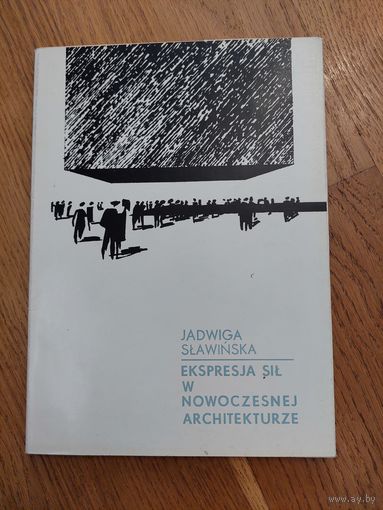 JADWIGA
SŁAWIŃSKA
EKSPRESJA SIŁ
W
NOWOCZESNEJ
ARCHITEKTURZE
www.ay.by